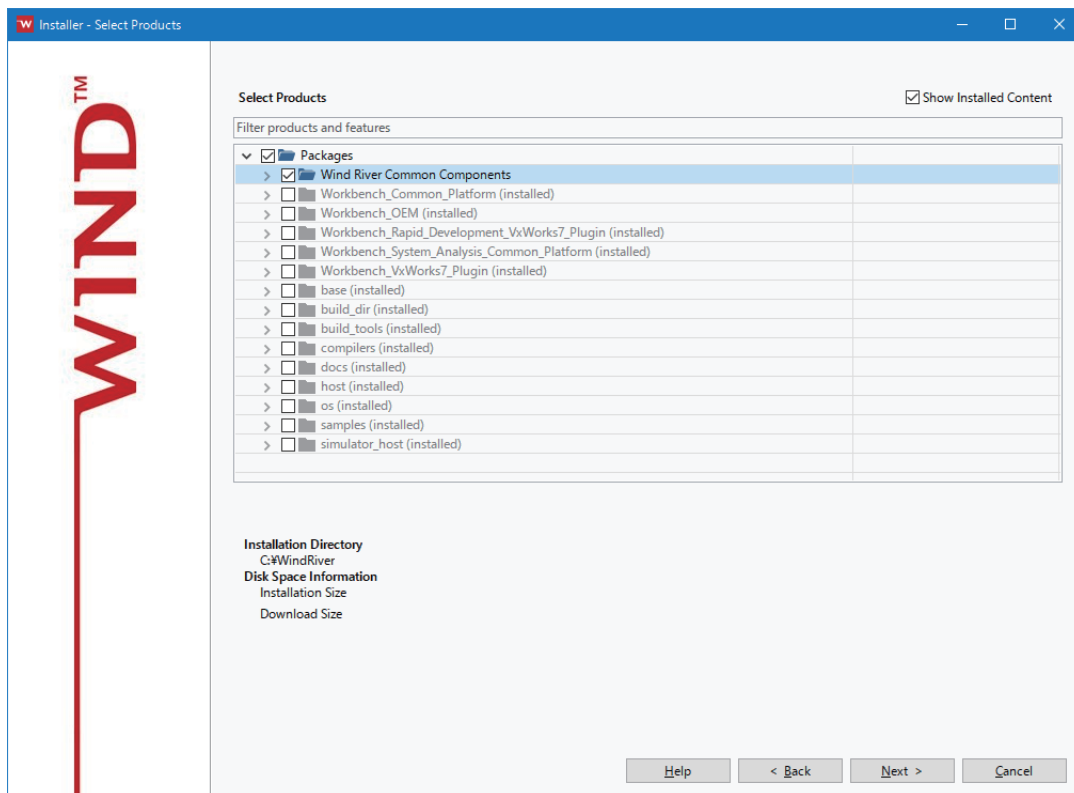 W Installer - Select Products
WIND™
Select Products
Show Installed Content
Filter products and features
Packages
Wind River Common Components
Workbench_Common_Platform (installed)
Workbench_OEM (installed)
Workbench_Rapid_Development_VxWorks7_Plugin (installed)
Workbench_System_Analysis_Common_Platform (installed)
Workbench_VxWorks7_Plugin (installed)
base (installed)
build_dir (installed)
build_tools (installed)
compilers (installed)
docs (installed)
host (installed)
os (installed)
samples (installed)
simulator_host (installed)
Installation Directory
C:¥WindRiver
Disk Space Information
Installation Size
Download Size
Help < Back Next > Cancel